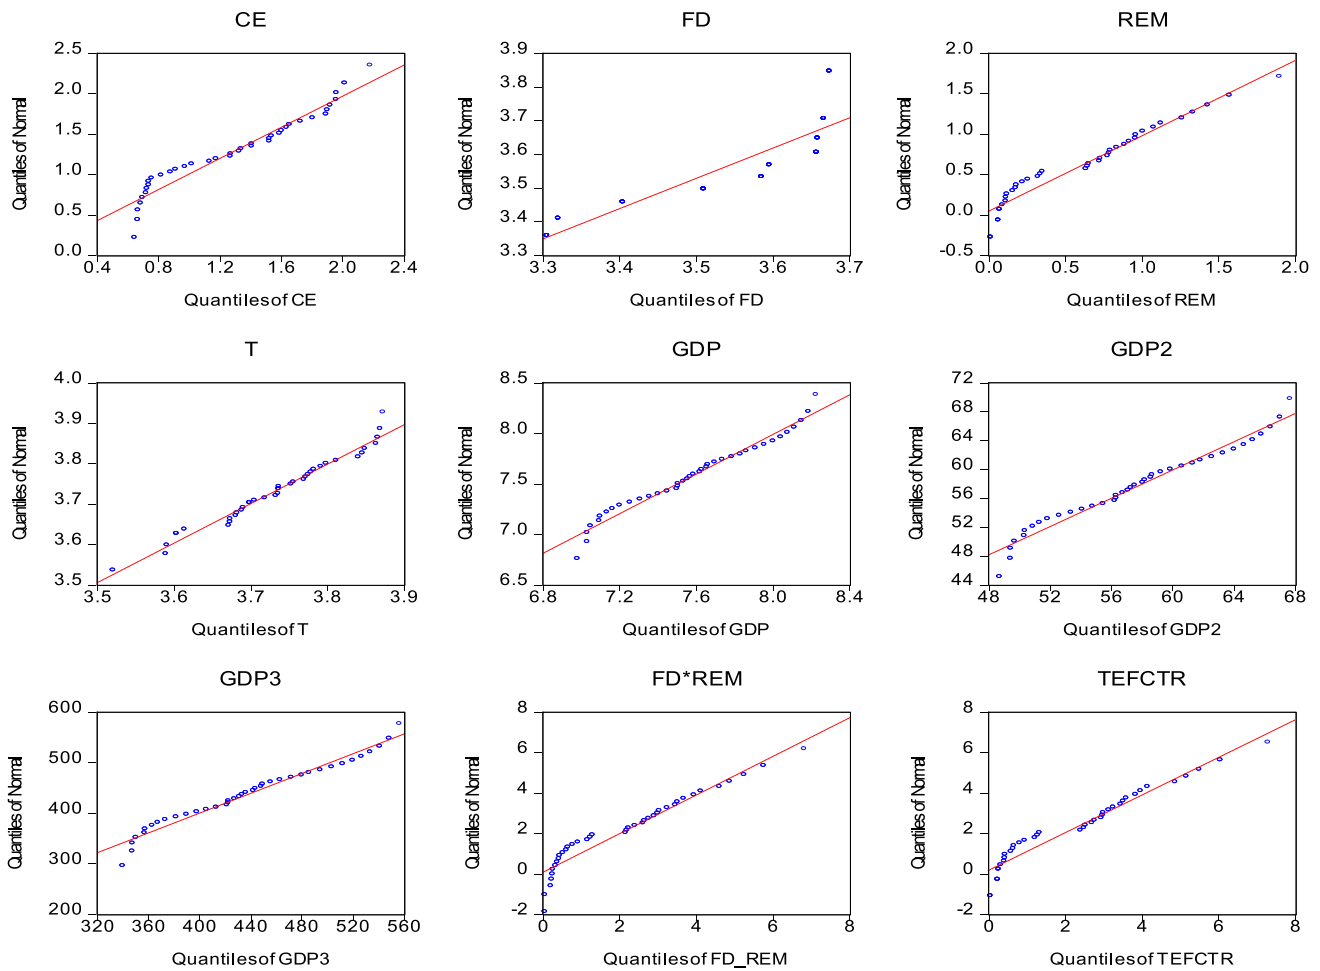 CE
FD
REM
2.5
2.0
1.5
1.0
0.5
0.0
Quantiles of Normal
0.4 0.8 1.2 1.6 2.0 2.4
Quantiles of CE
3.9
3.8
3.7
3.6
3.5
3.4
3.3
Quantiles of Normal
3.3 3.4 3.5 3.6 3.7
Quantiles of FD
2.0
1.5
1.0
0.5
0.0
-0.5
Quantiles of Normal
0.0 0.5 1.0 1.5 2.0
Quantiles of REM
T
GDP
GDP2
4.0
3.9
3.8
3.7
3.6
3.5
Quantiles of Normal
3.5 3.6 3.7 3.8 3.9
Quantiles of T
8.5
8.0
7.5
7.0
6.5
Quantiles of Normal
6.8 7.2 7.6 8.0 8.4
Quantiles of GDP
72
68
64
60
56
52
48
44
Quantiles of Normal
48 52 56 60 64 68
Quantiles of GDP2
GDP3
FD*REM
TEFCTR
600
500
400
300
200
Quantiles of Normal
320 360 400 440 480 520 560
Quantiles of GDP3
8
6
4
2
0
-2
Quantiles of Normal
0 2 4 6 8
Quantiles of FD_REM
8
6
4
2
0
-2
Quantiles of Normal
0 2 4 6 8
Quantiles of TEFCTR